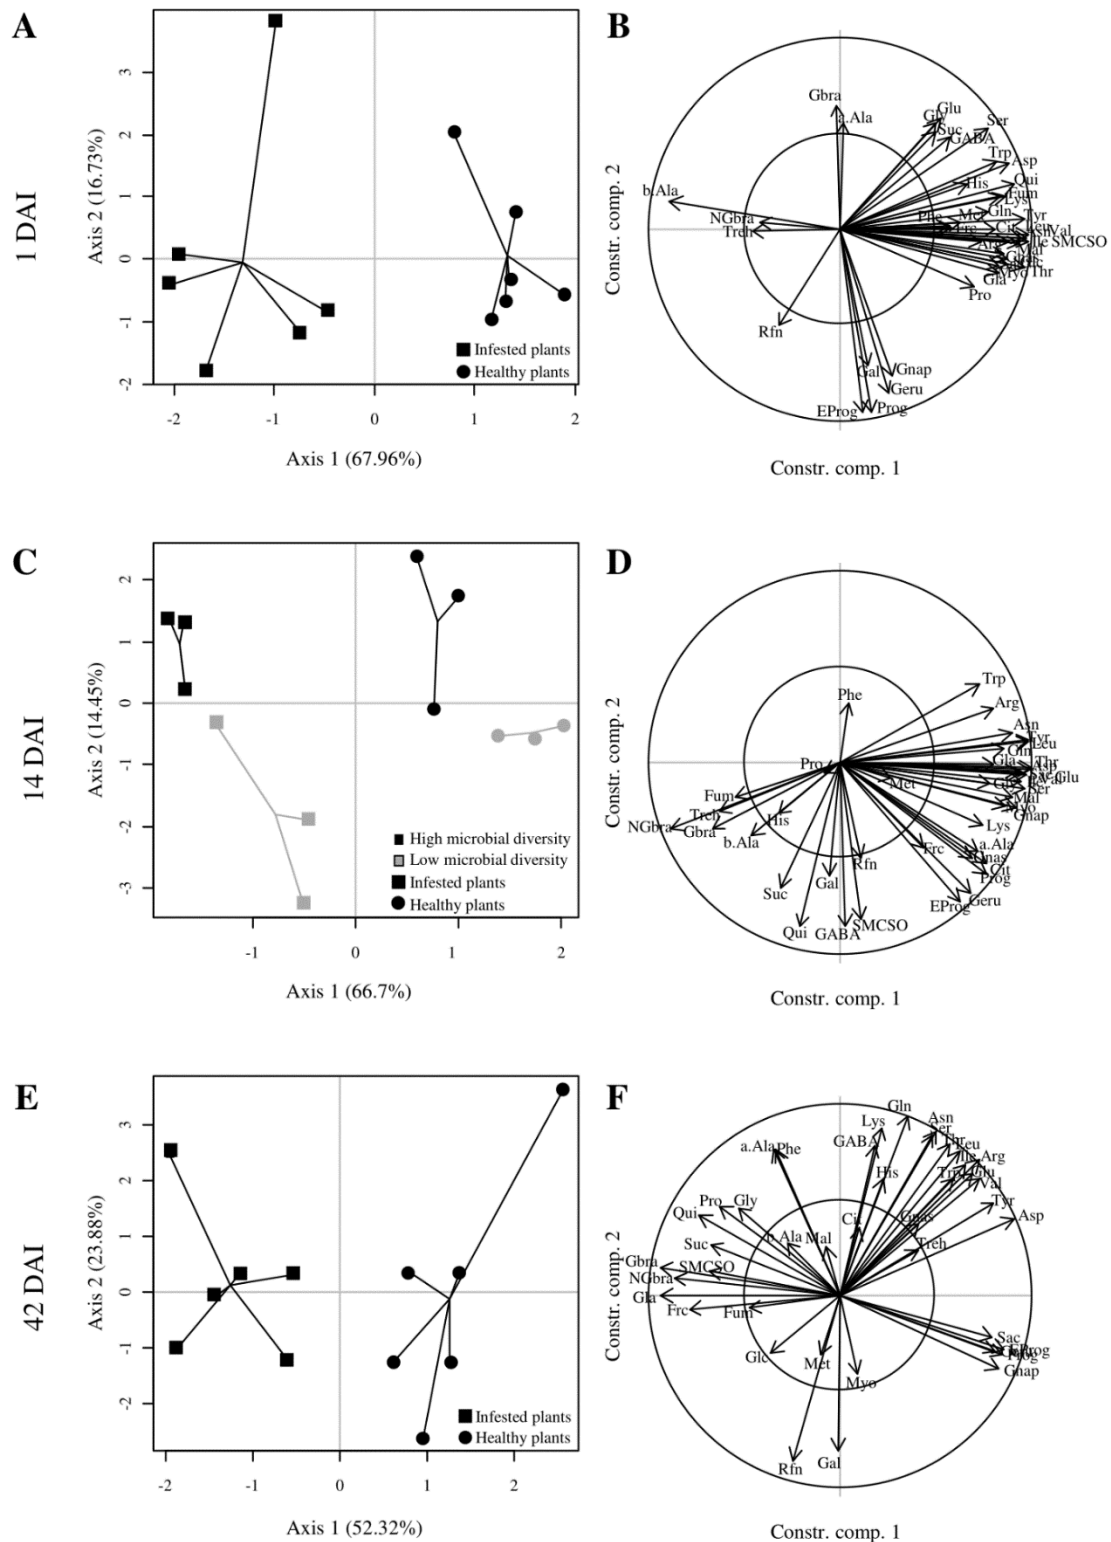 A
B
1 DAI
Axis 2 (16.73%)
3
2
1
0
-1
-2
-2
-1
0
1
2
Infested plants
Healthy plants
Axis 1 (67.96%)
Constr. comp. 2
Gbra
a.Ala
Glu
Gly
Suc
GABA
Ser
Trp
Asp
His
Qui
Fum
Lys
b.Ala
NGbra
Treh
Phe
Met
Gln
Tyr
Frc
Cit
Leu
Val
Ile
SMCSO
Thr
Myo
Gla
Pro
Rfn
Gal
Gnap
Geru
EProg
Prog
Constr. comp. 1
C
D
14 DAI
Axis 2 (14.45%)
2
1
0
-1
-2
-3
-1
0
1
2
High microbial diversity
Low microbial diversity
Infested plants
Healthy plants
Axis 1 (66.7%)
Constr. comp. 2
Trp
Phe
Arg
Asn
Tyr
Leu
Gln
Gla
Thr
Asp
Pro
Glu
Val
Met
Ser
Fum
Mal
Treh
Gnap
His
NGbra
Gbra
Lys
b.Ala
Frc
a.Ala
Rfn
Cit
Gal
Prog
Suc
Geru
EProg
SMCSO
Qui
GABA
Constr. comp. 1
E
F
42 DAI
Axis 2 (23.88%)
3
2
1
0
-1
-2
-2
-1
0
1
2
Infested plants
Healthy plants
Axis 1 (52.32%)
Constr. comp. 2
Gln
Lys
Asn
Ser
GABA
Thr
Leu
a.Ala
Phe
Ile
Arg
His
Trp
Glu
Val
Pro
Gly
Tyr
Qui
Cit
Gnas
Asp
b.Ala
Mal
Suc
Treh
Gbra
SMCSO
NGbra
Gla
Frc
Fum
Sac
EProg
Glc
Met
Gnap
Myo
Rfn
Gal
Constr. comp. 1